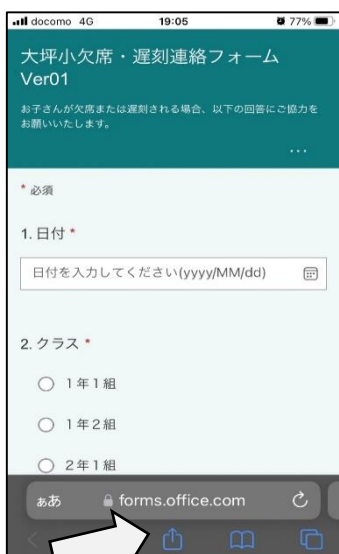 docomo 4G 19:05 77%
大坪小欠席・遅刻連絡フォーム
Ver01
お子さんが欠席または遅刻される場合、以下の回答にご協力を
お願いいたします。
...
* 必須
1. 日付 *
日付を入力してください(yyyy/MM/dd)
2. クラス *
1年1組
1年2組
2年1組
ああ forms.office.com